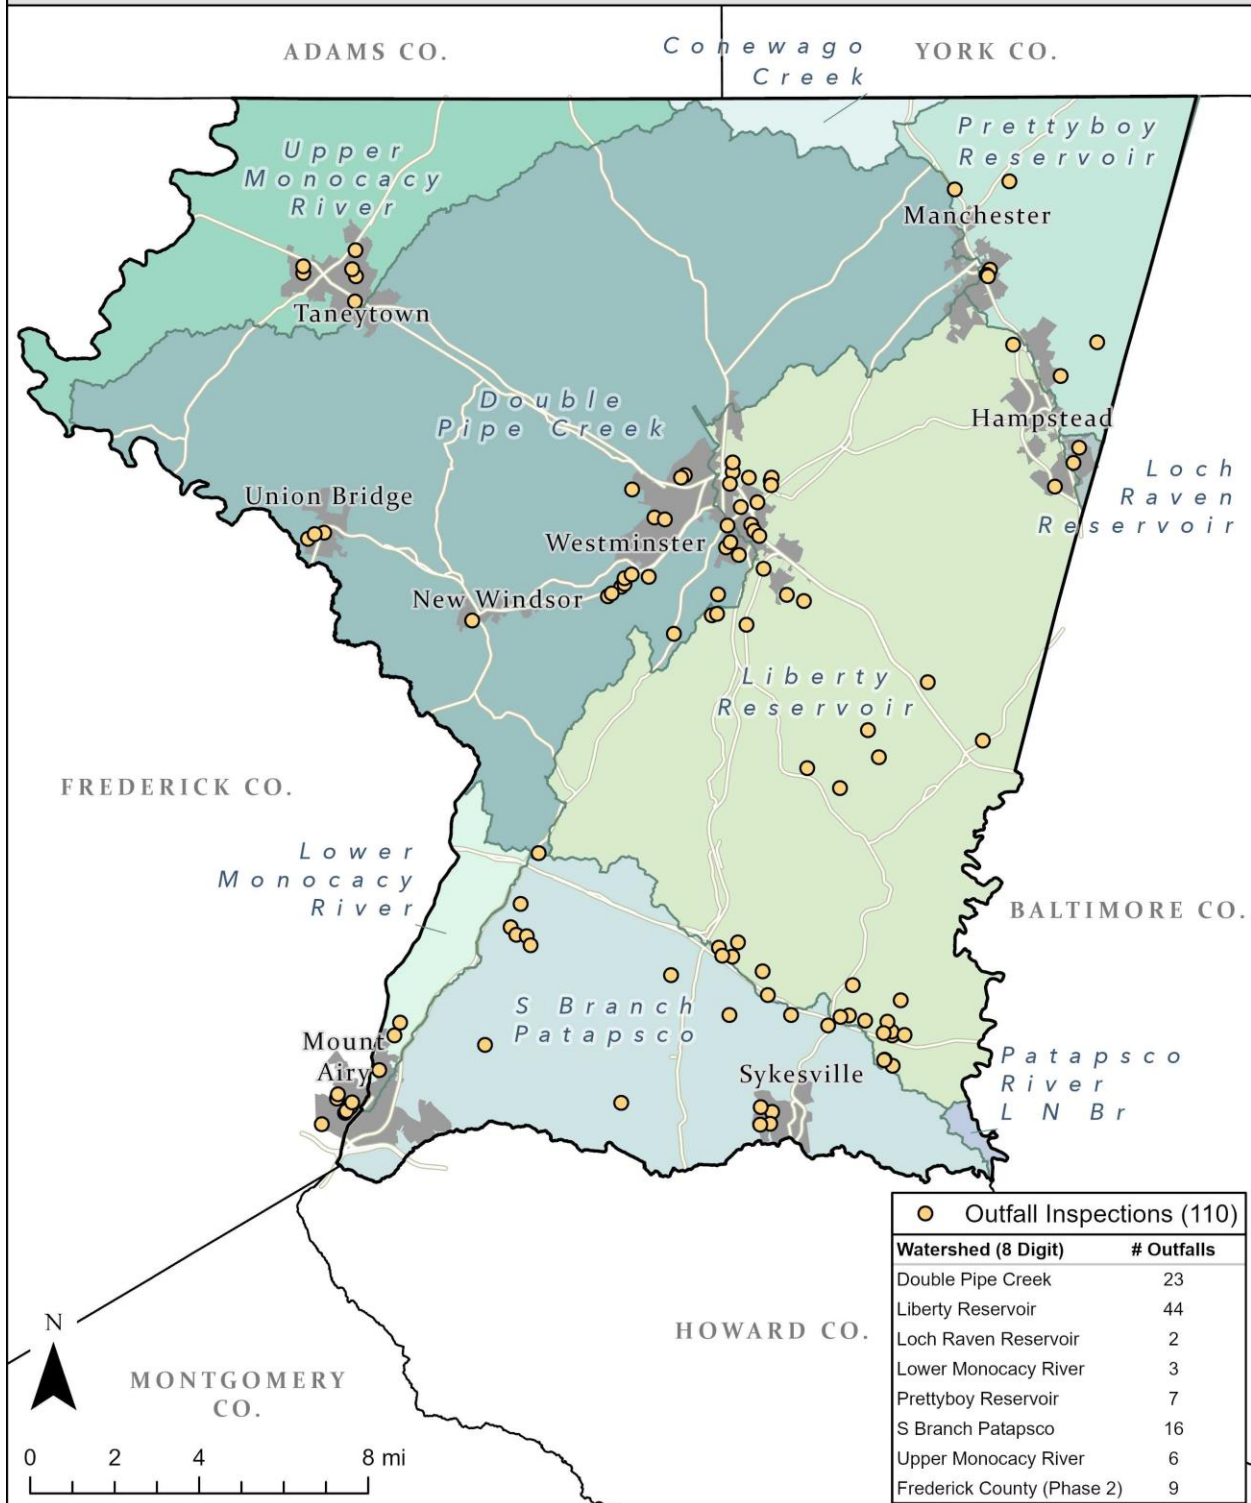 ADAMS CO.
Conewago
Creek
YORK CO.
Prettyboy
Reservoir
Upper
Monocacy
River
Manchester
Taneytown
Double
Pipe Creek
Hampstead
Loch
Raven
Reservoir
Union Bridge
Westminster
New Windsor
Liberty
Reservoir
FREDERICK CO.
Lower
Monocacy
River
BALTIMORE CO.
S Branch
Patapsco
Mount
Airy
Sykesville
Patapsco
River
L N Br
Outfall Inspections (110)
Watershed (8 Digit) # Outfalls
Double Pipe Creek 23
Liberty Reservoir 44
Loch Raven Reservoir 2
Lower Monocacy River 3
Prettyboy Reservoir 7
S Branch Patapsco 16
Upper Monocacy River 6
Frederick County (Phase 2) 9
HOWARD CO.
N
MONTGOMERY
CO.
0 2 4 8 mi